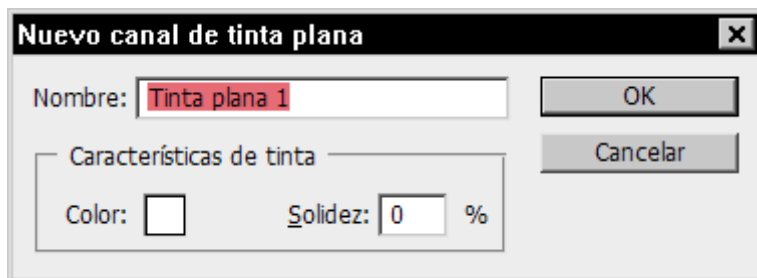 Nuevo canal de tinta plana
Nombre: Tinta plana 1
OK
Características de tinta
Cancelar
Color:
Solidez: 0 %